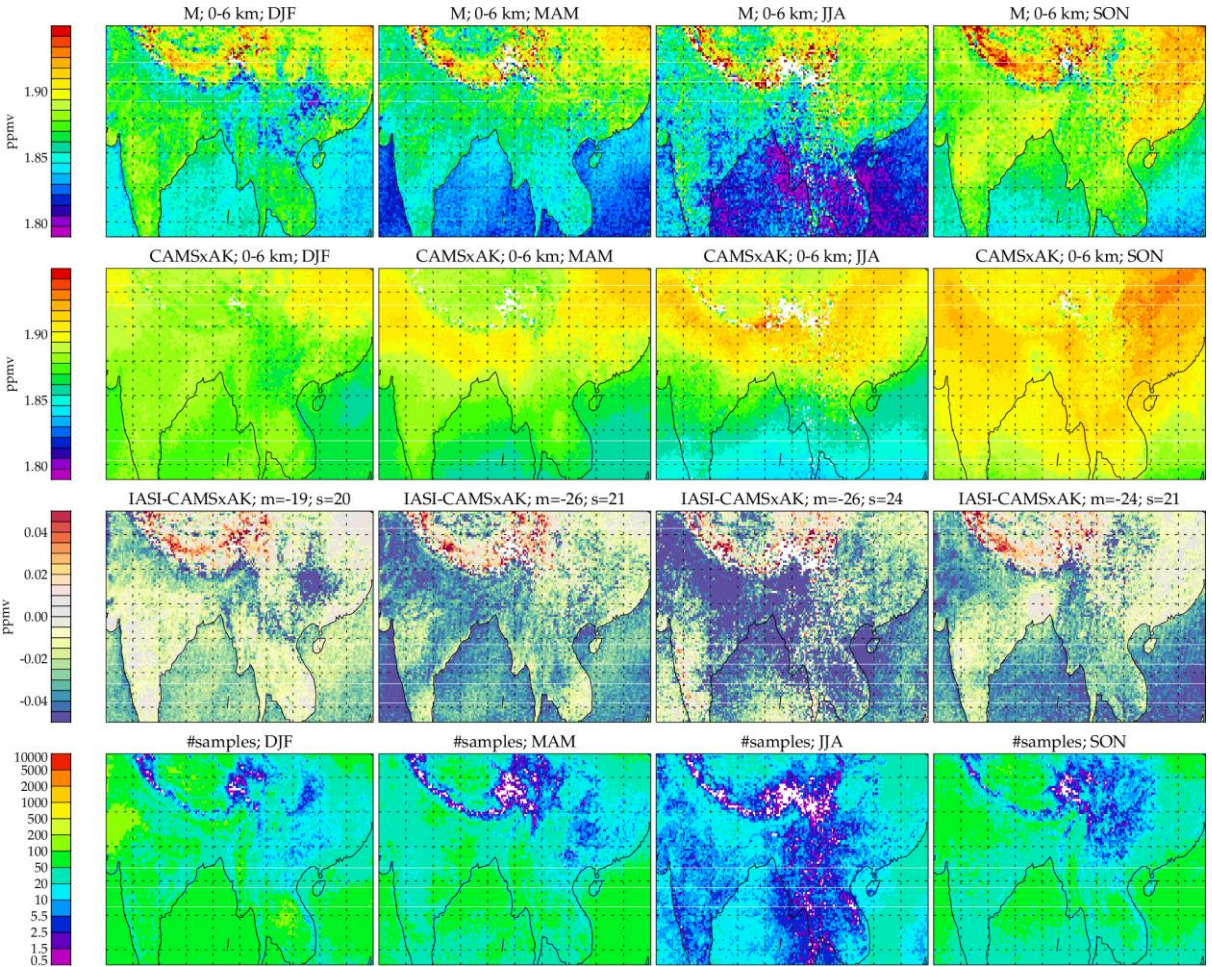 M; 0-6 km; DJF
M; 0-6 km; MAM
M; 0-6 km; JJA
M; 0-6 km; SON
1.90
1.85
1.80
ppmv
CAMSxAK; 0-6 km; DJF
CAMSxAK; 0-6 km; MAM
CAMSxAK; 0-6 km; JJA
CAMSxAK; 0-6 km; SON
1.90
1.85
1.80
ppmv
IASI-CAMSxAK; m=-19; s=20
IASI-CAMSxAK; m=-26; s=21
IASI-CAMSxAK; m=-26; s=24
IASI-CAMSxAK; m=-24; s=21
0.04
0.02
0.00
-0.02
-0.04
ppmv
#samples; DJF
#samples; MAM
#samples; JJA
#samples; SON
10000
5000
2000
1000
500
200
100
50
20
10
5.5
2.5
1.5
0.5